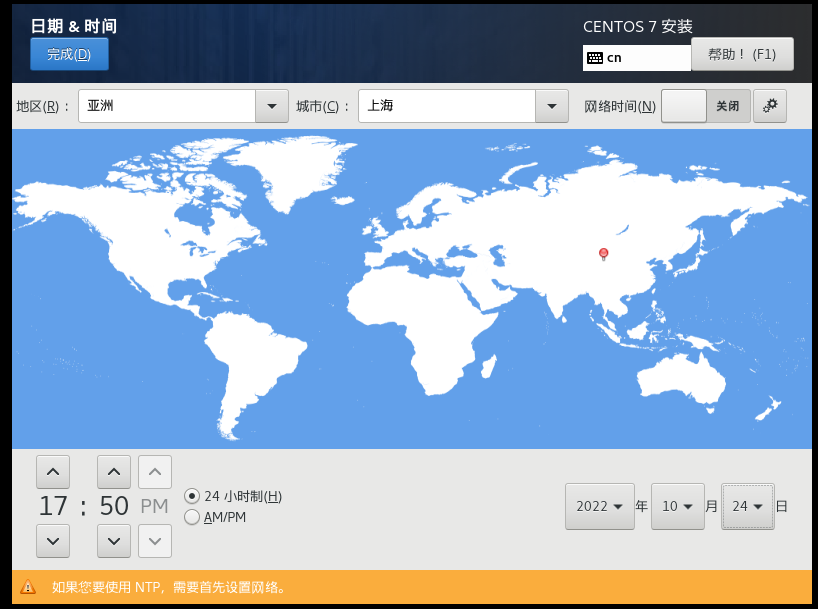 日期 & 时间
CENTOS 7 安装
完成(D)
cn
帮助！ (F1)
地区(R)： 亚洲 城市(C)： 上海 网络时间(N) 关闭
17 : 50 PM
24 小时制(H)
AM/PM
2022 年 10 月 24 日
如果您要使用 NTP，需要首先设置网络。